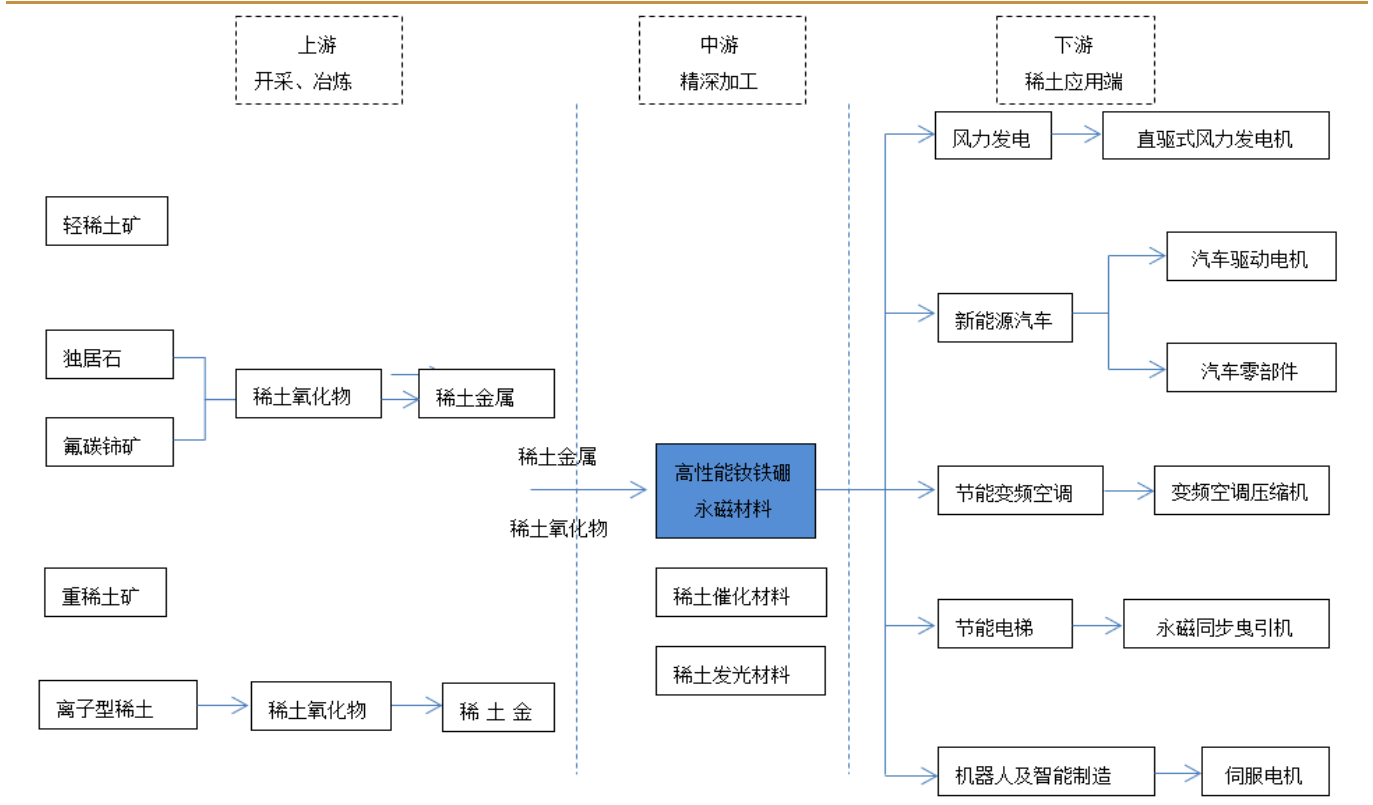 上游
开采、冶炼
中游
精深加工
下游
稀土应用端
轻稀土矿
独居石
氟碳铈矿
稀土氧化物
稀土金属
重稀土矿
离子型稀土
稀土氧化物
稀 土 金
稀土金属
稀土氧化物
高性能钕铁硼
永磁材料
稀土催化材料
稀土发光材料
风力发电
直驱式风力发电机
新能源汽车
汽车驱动电机
汽车零部件
节能变频空调
变频空调压缩机
节能电梯
永磁同步曳引机
机器人及智能制造
伺服电机